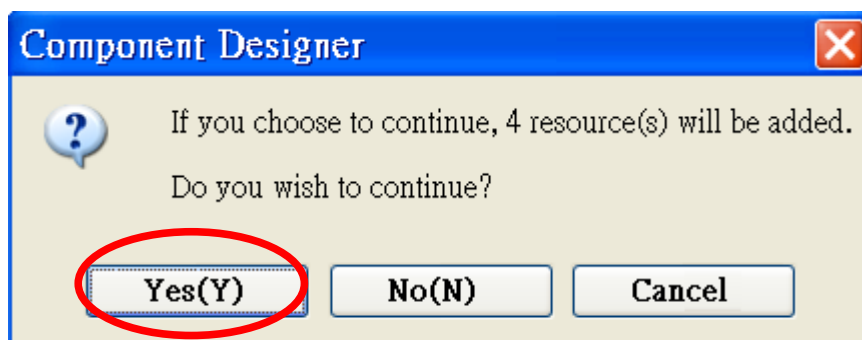 Component Designer
If you choose to continue, 4 resource(s) will be added.
Do you wish to continue?
Yes(Y) No(N) Cancel